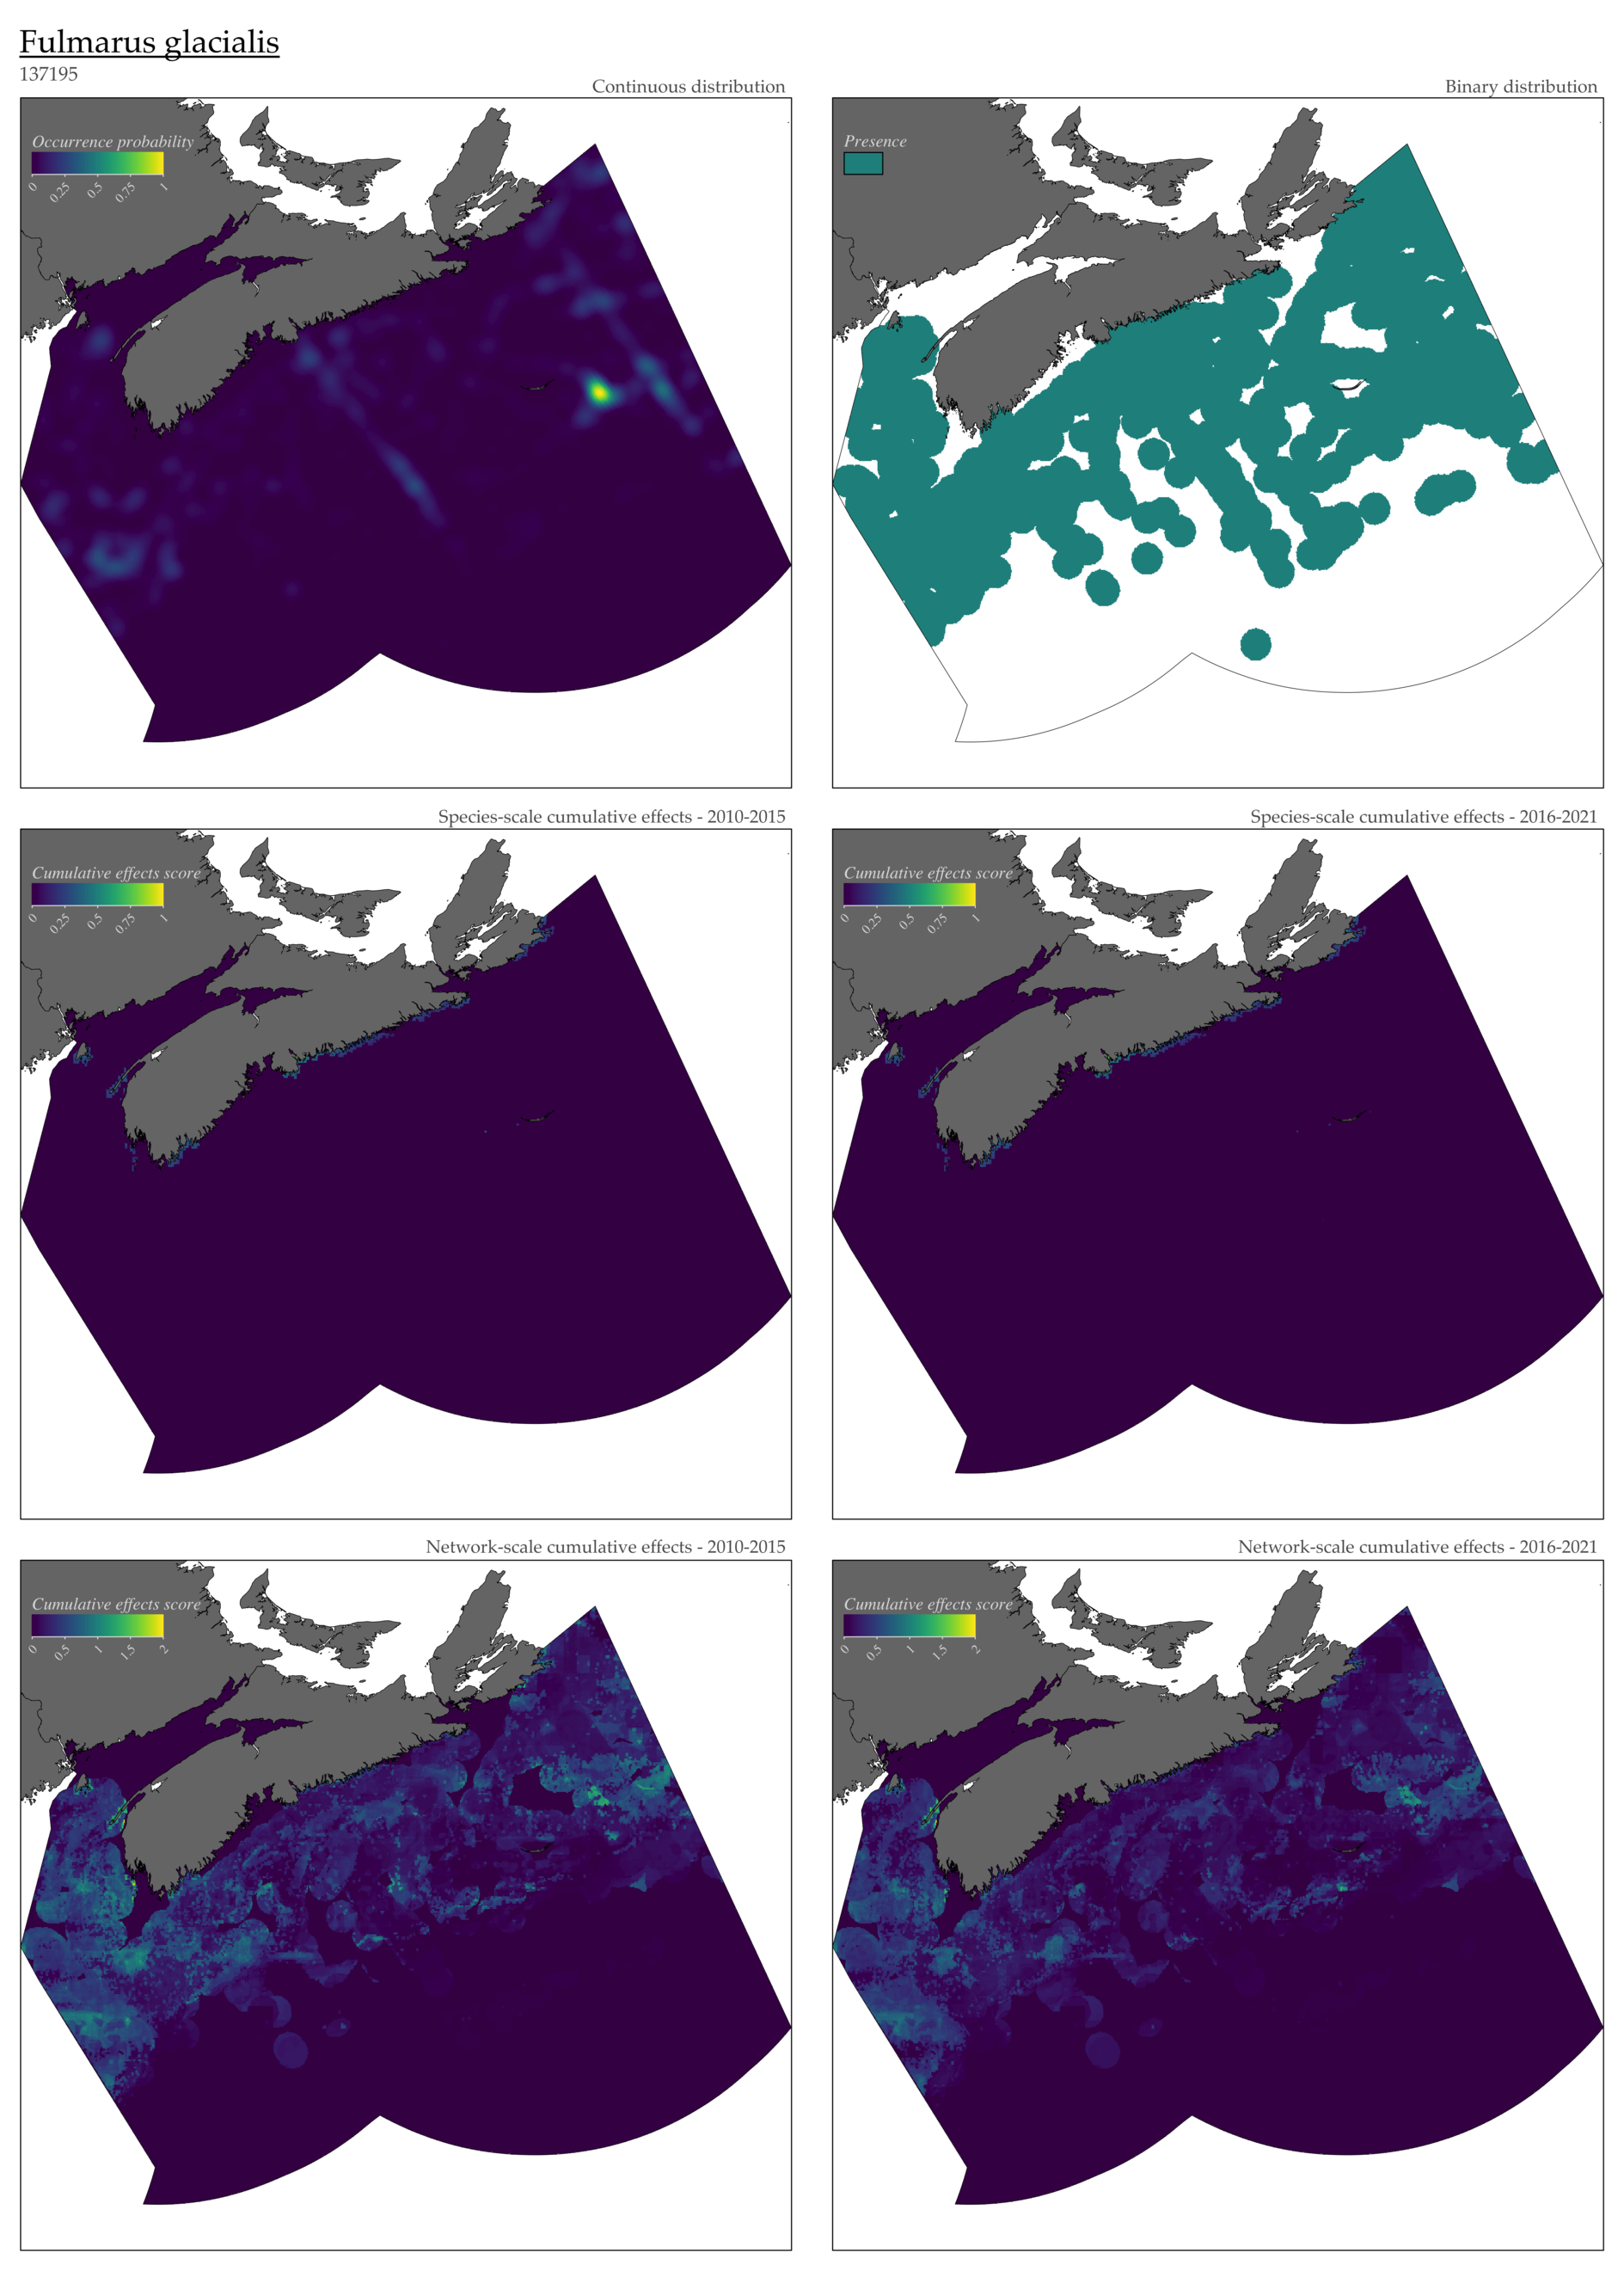 Fulmarus glacialis
137195
Continuous distribution
Occurrence probability
0 0.25 0.5 0.75 1
Binary distribution
Presence
Species-scale cumulative effects - 2010-2015
Cumulative effects score
0 0.25 0.5 0.75 1
Species-scale cumulative effects - 2016-2021
Cumulative effects score
0 0.25 0.5 0.75 1
Network-scale cumulative effects - 2010-2015
Cumulative effects score
0 0.5 1 1.5 2
Network-scale cumulative effects - 2016-2021
Cumulative effects score
0 0.5 1 1.5 2